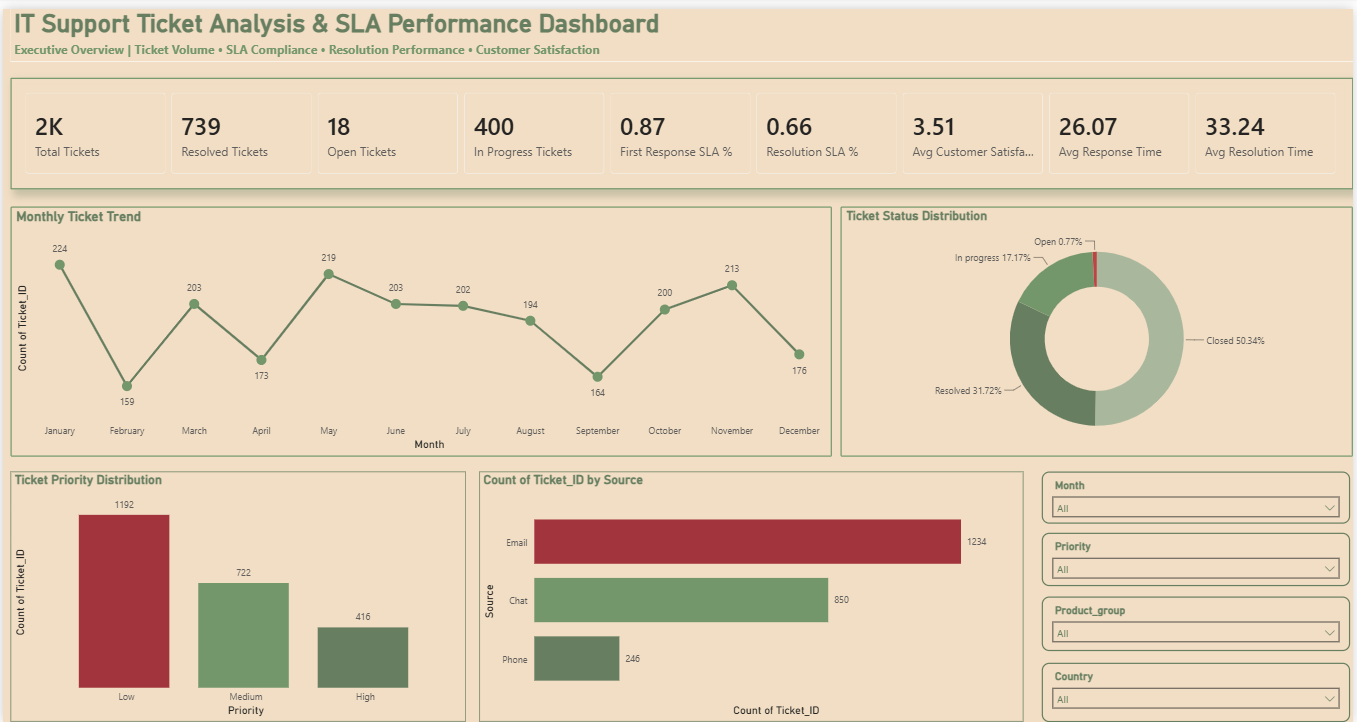 IT Support Ticket Analysis & SLA Performance Dashboard
Executive Overview | Ticket Volume • SLA Compliance • Resolution Performance • Customer Satisfaction
2K
Total Tickets
739
Resolved Tickets
18
Open Tickets
400
In Progress Tickets
0.87
First Response SLA %
0.66
Resolution SLA %
3.51
Avg Customer Satisfa...
26.07
Avg Response Time
33.24
Avg Resolution Time
Monthly Ticket Trend
Count of Ticket_ID
224
159
203
173
219
203
202
194
164
200
213
176
January
February
March
April
May
June
July
August
September
October
November
December
Month
Ticket Status Distribution
Open 0.77%
In progress 17.17%
Closed 50.34%
Resolved 31.72%
Ticket Priority Distribution
Count of Ticket_ID
1192
722
416
Low
Medium
High
Priority
Count of Ticket_ID by Source
Source
Email
1234
Chat
850
Phone
246
Count of Ticket_ID
Month
All
Priority
All
Product_group
All
Country
All